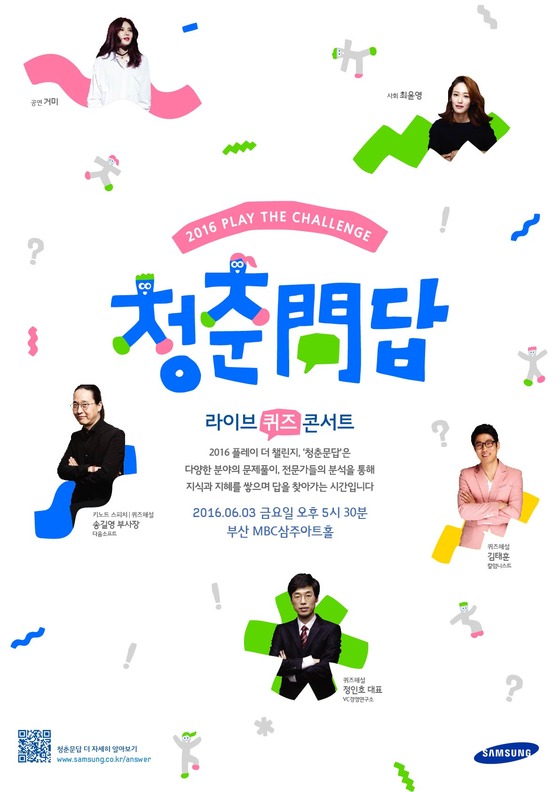 공연 거미
사회 최윤영
2016 PLAY THE CHALLENGE
청춘問답
라이브 퀴즈 콘서트
2016 플레이 더 챌린지, '청춘문답'은
다양한 분야의 문제풀이, 전문가들의 분석을 통해
지식과 지혜를 쌓으며 답을 찾아가는 시간입니다
2016.06.03 금요일 오후 5시 30분
부산 MBC삼주아트홀
키노트 스피치 | 퀴즈해설
송길영 부사장
다음소프트
퀴즈해설
김태훈
칼럼니스트
퀴즈해설
정인호 대표
VC경영연구소
청춘문답 더 자세히 알아보기
www.samsung.co.kr/answer
SAMSUNG